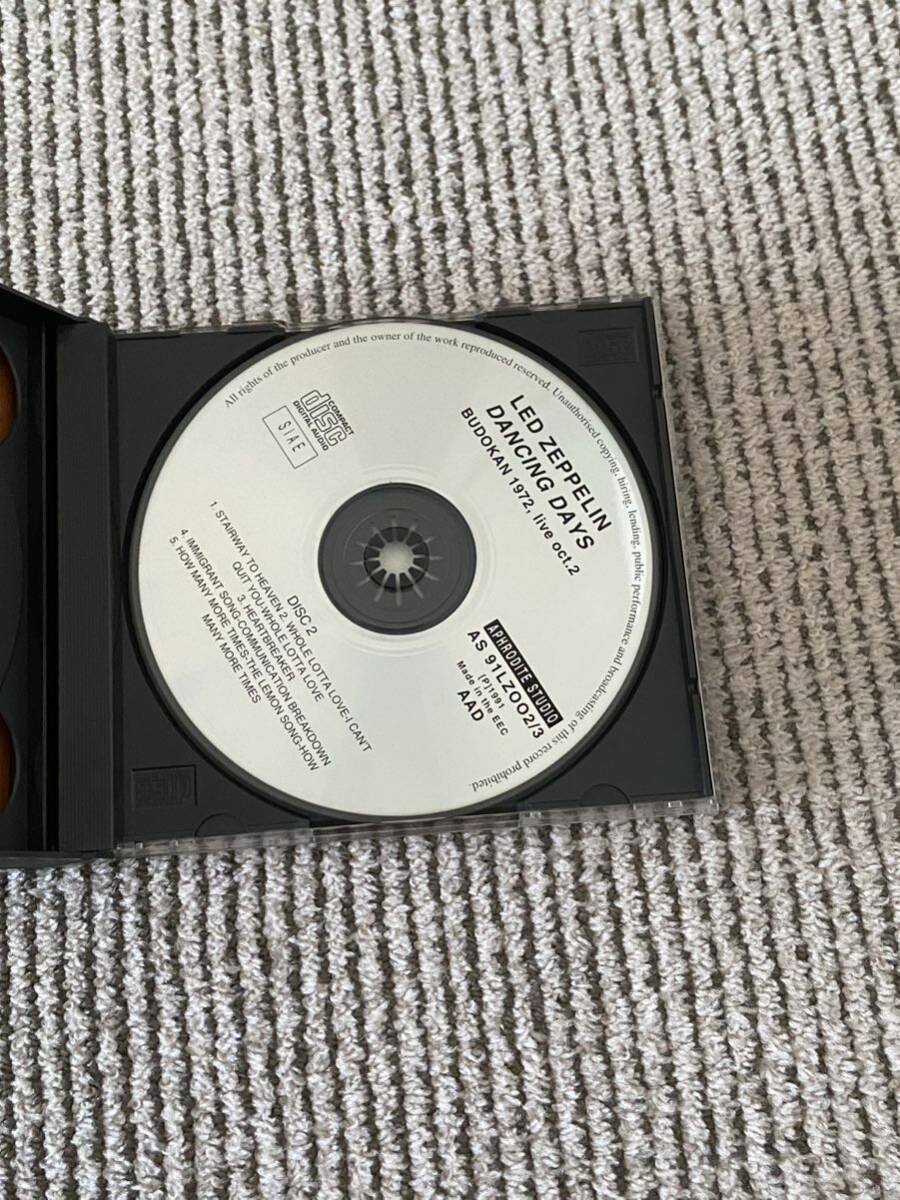 All rights of the producer and the owner of the work reproduced reserved. Unauthorised copying, hiring, lending, public performance and broadcasting of this record prohibited.
LED ZEPPELIN
DANCING DAYS
BUDOKAN 1972, live oct.2
COMPACT
disc
DIGITAL AUDIO
SIAE
APHRODITE STUDIO
AS 91LZOO2/3
(P)1991
Made in the EEC
AAD
DISC 2
1. STAIRWAY TO HEAVEN 2. WHOLE LOTTA LOVE-I CAN'T
QUIT YOU-WHOLE LOTTA LOVE
3. HEARTBREAKER
4. IMMIGRANT SONG-COMMUNICATION BREAKDOWN
5. HOW MANY MORE TIMES-THE LEMON SONG-HOW
MANY MORE TIMES